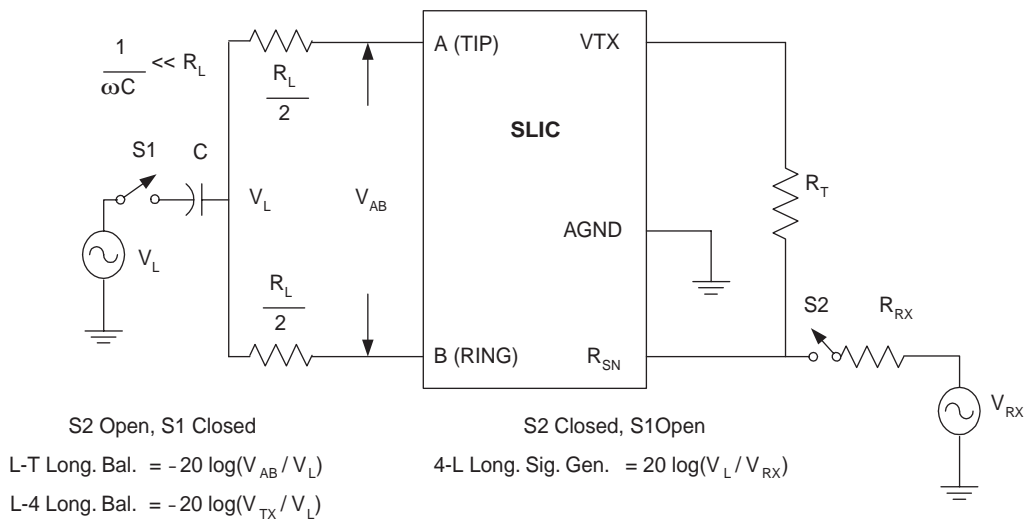 1
ωC
<< R_L
R_L
2
A (TIP)
VTX
SLIC
S1
C
V_L
V_AB
R_T
AGND
V_L
R_L
2
S2
R_RX
B (RING)
R_SN
V_RX
S2 Open, S1 Closed
S2 Closed, S1Open
L-T Long. Bal. = -20 log(V_AB / V_L)
4-L Long. Sig. Gen. = 20 log(V_L / V_RX)
L-4 Long. Bal. = -20 log(V_TX / V_L)